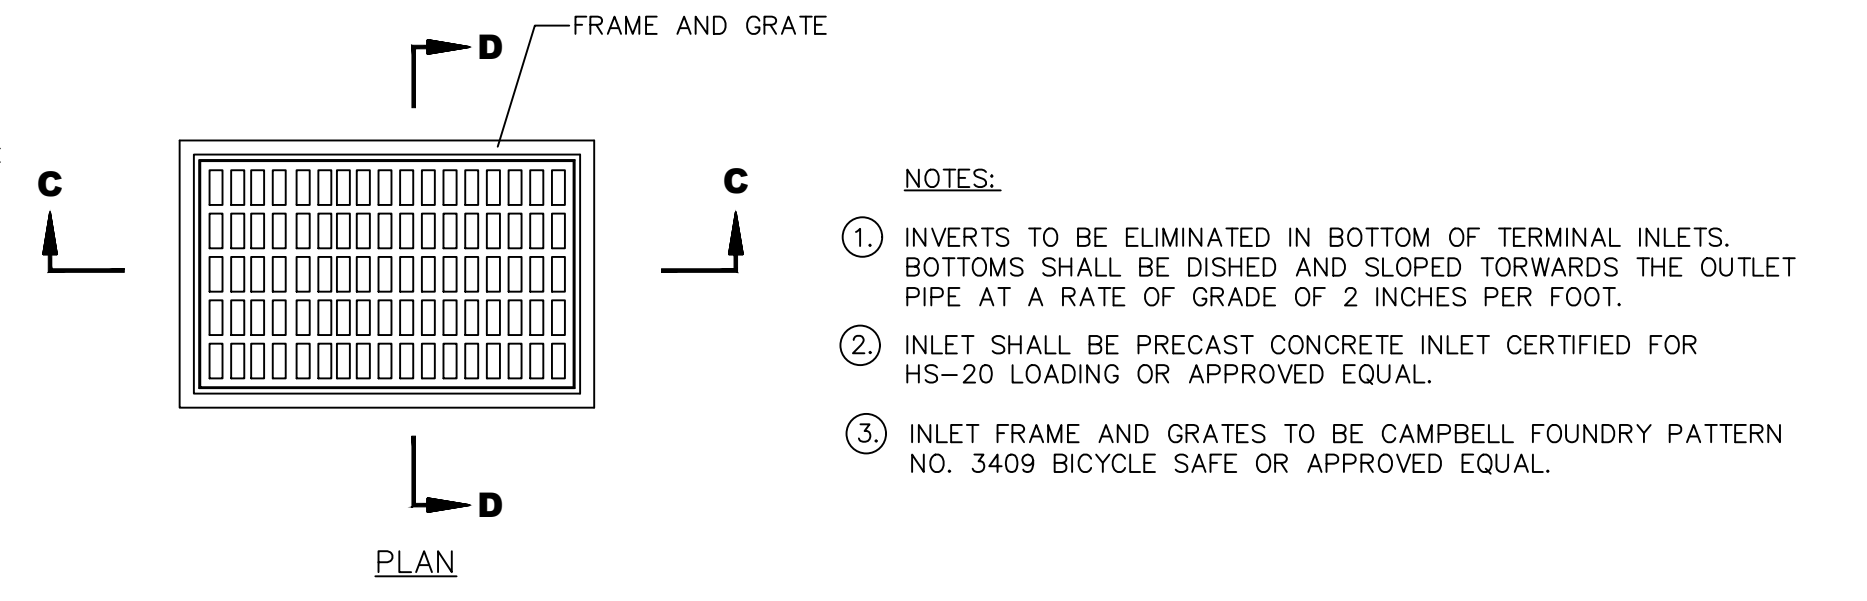 FRAME AND GRATE
D
C
C
D
PLAN
NOTES:
1. INVERTS TO BE ELIMINATED IN BOTTOM OF TERMINAL INLETS.
BOTTOMS SHALL BE DISHED AND SLOPED TORWARDS THE OUTLET
PIPE AT A RATE OF GRADE OF 2 INCHES PER FOOT.
2. INLET SHALL BE PRECAST CONCRETE INLET CERTIFIED FOR
HS-20 LOADING OR APPROVED EQUAL.
3. INLET FRAME AND GRATES TO BE CAMPBELL FOUNDRY PATTERN
NO. 3409 BICYCLE SAFE OR APPROVED EQUAL.